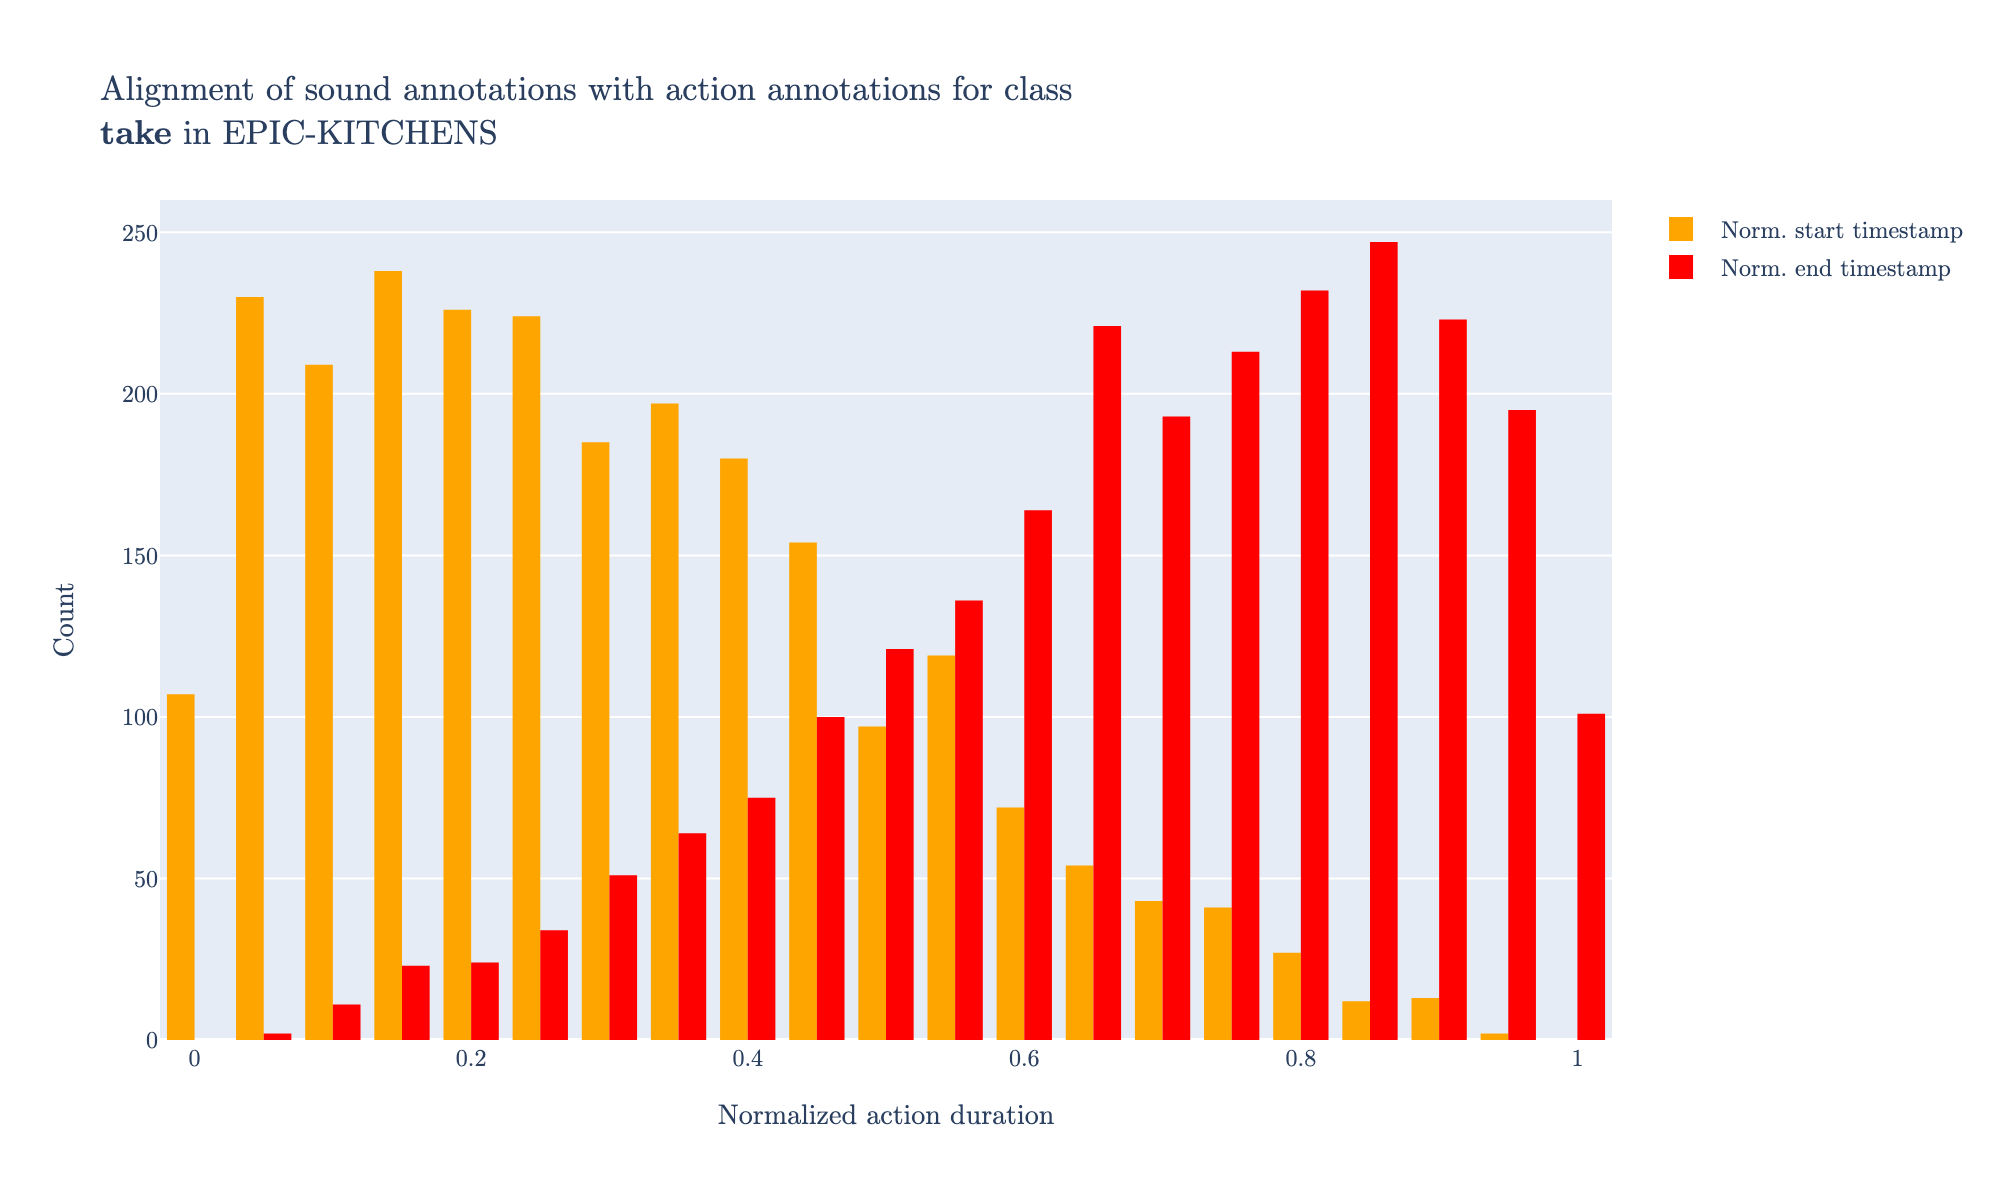 Alignment of sound annotations with action annotations for class
take in EPIC-KITCHENS
Norm. start timestamp
Norm. end timestamp
250
200
150
100
50
0
Count
0 0.2 0.4 0.6 0.8 1
Normalized action duration